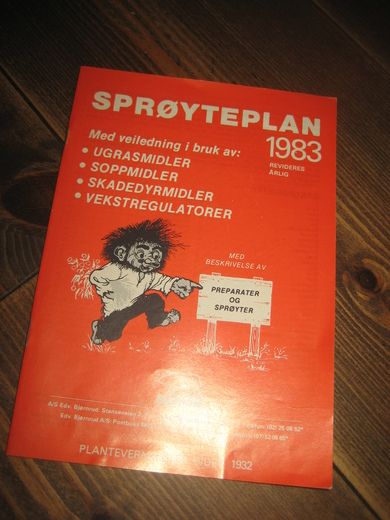 SPRØYTEPLAN
1983
REVIDERES
ÅRLIG
Med veiledning i bruk av:
• UGRASMIDLER
• SOPPMIDLER
• SKADEDYRMIDLER
• VEKSTREGULATORER
MED
BESKRIVELSE AV
PREPARATER
OG
SPRØYTER
A/S Edv. Bjørnrud
Edv. Bjørnrud A/S
1932